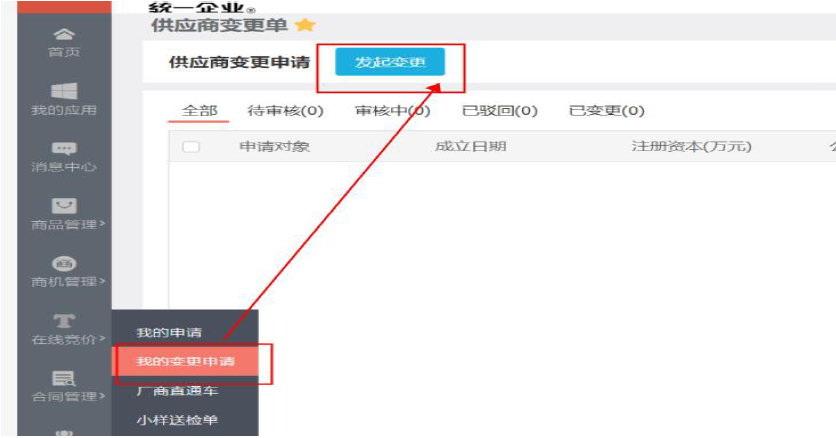 统一企业®
供应商变更单
首页
供应商变更申请 发起变更
我的应用
全部 待审核(0) 审核中(0) 已驳回(0) 已变更(0)
申请对象 成立日期 注册资本(万元)
消息中心
商品管理
商机管理
在线竞价
合同管理
我的申请
我的变更申请
厂商直通车
小样送检单